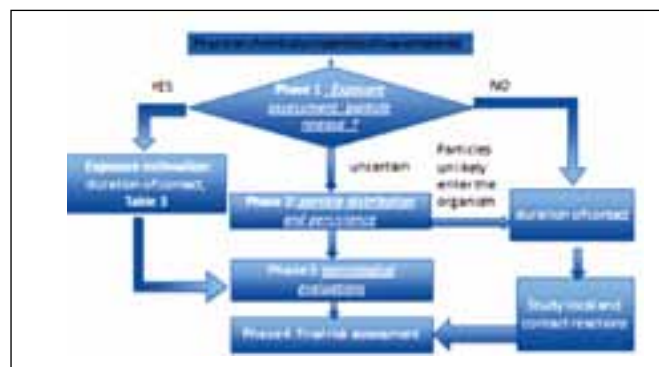 YES
Phase 1: Exposure
assessment: particle
release ?
NO
Exposure estimation:
duration of contact,
Table 3
uncertain
Particles
unlikely
enter the
organism
Phase 2: particle distribution
and persistence
duration of contact
Phase 3:
evaluations
Study local and
contact reactions
Phase 4: Final risk assessment